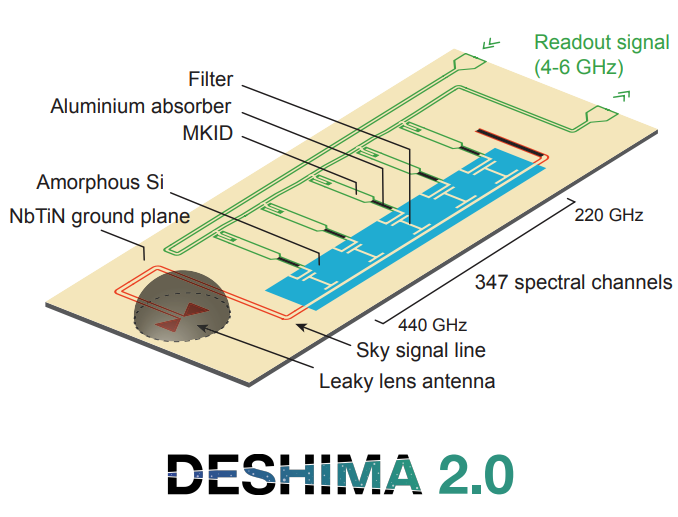 Readout signal
(4-6 GHz)
Filter
Aluminium absorber
MKID
Amorphous Si
NbTiN ground plane
220 GHz
347 spectral channels
440 GHz
Sky signal line
Leaky lens antenna
DESHIMA 2.0